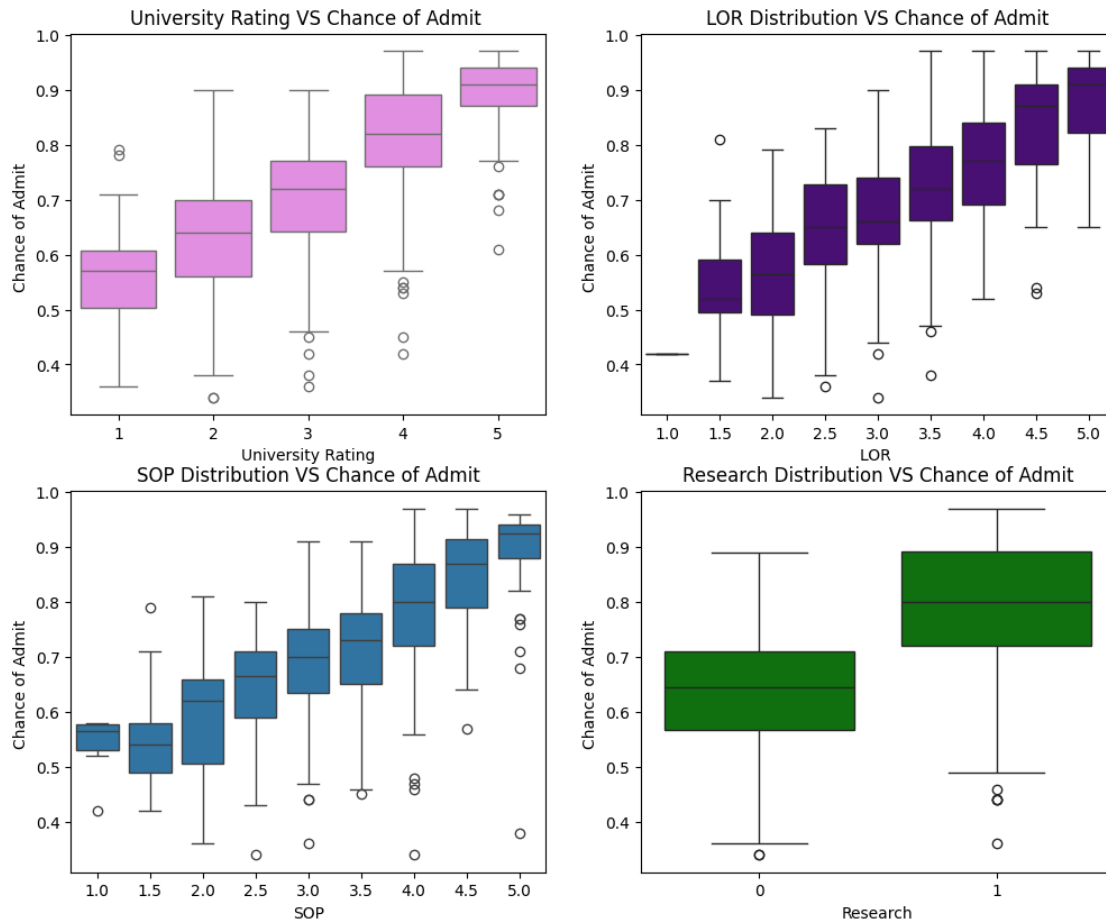 University Rating VS Chance of Admit
Chance of Admit
1.0
0.9
0.8
0.7
0.6
0.5
0.4
1 2 3 4 5
University Rating
LOR Distribution VS Chance of Admit
Chance of Admit
1.0
0.9
0.8
0.7
0.6
0.5
0.4
1.0 1.5 2.0 2.5 3.0 3.5 4.0 4.5 5.0
LOR
SOP Distribution VS Chance of Admit
Chance of Admit
1.0
0.9
0.8
0.7
0.6
0.5
0.4
1.0 1.5 2.0 2.5 3.0 3.5 4.0 4.5 5.0
SOP
Research Distribution VS Chance of Admit
Chance of Admit
1.0
0.9
0.8
0.7
0.6
0.5
0.4
0 1
Research